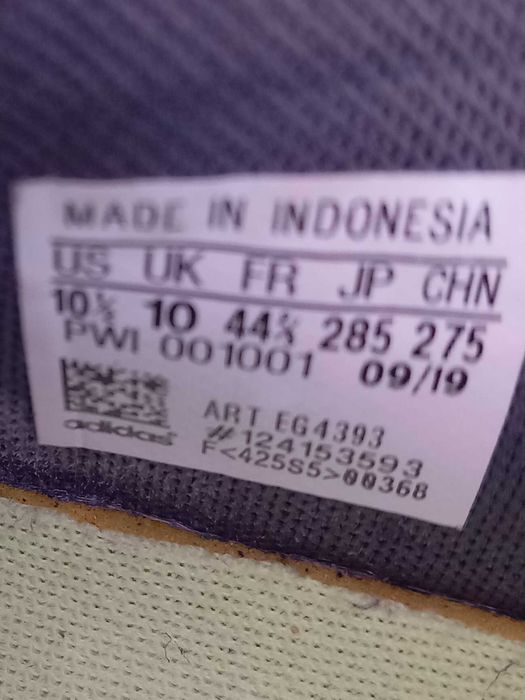 MADE IN INDONESIA
US UK FR JP CHN
10½ 10 44⅔ 285 275
PWI 001001 09/19
ART EG4393
adidas #124153593
F<425S5>00368